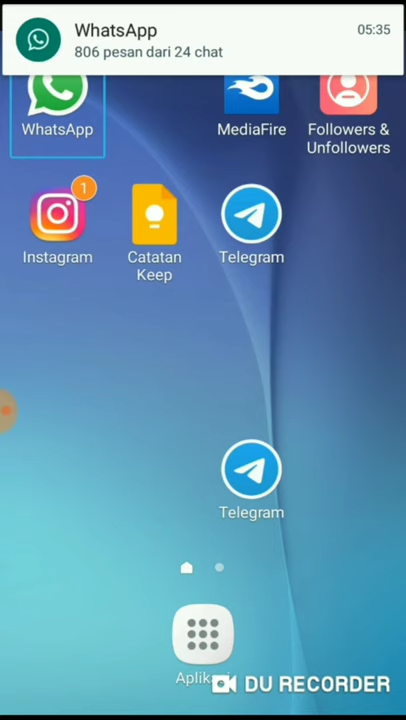 WhatsApp
05:35
806 pesan dari 24 chat
WhatsApp
MediaFire
Followers &
Unfollowers
1
Instagram
Catatan
Keep
Telegram
Telegram
DU RECORDER